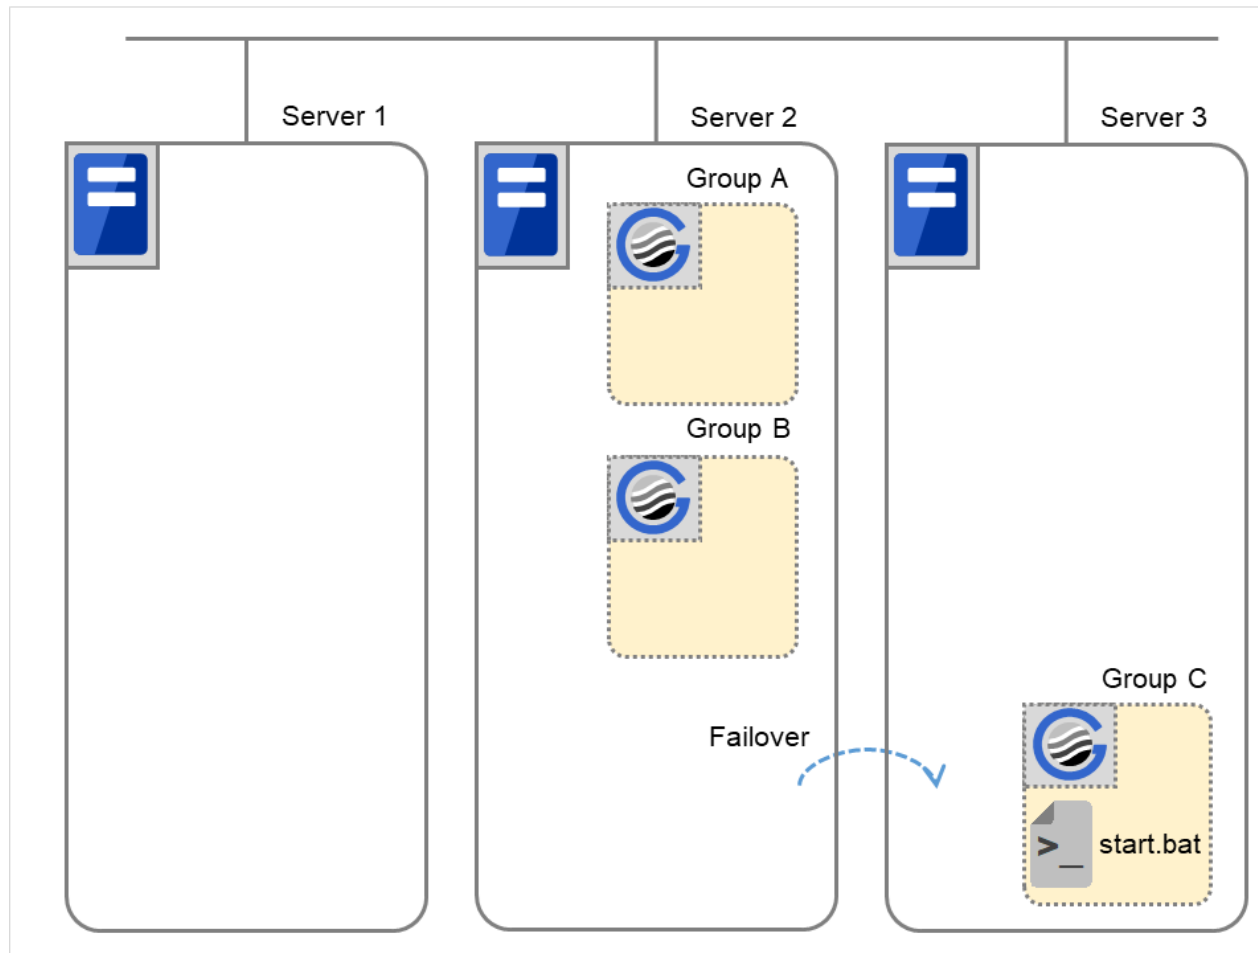 Server 1
Server 2
Server 3
Group A
Group B
Group C
Failover
>_ start.bat